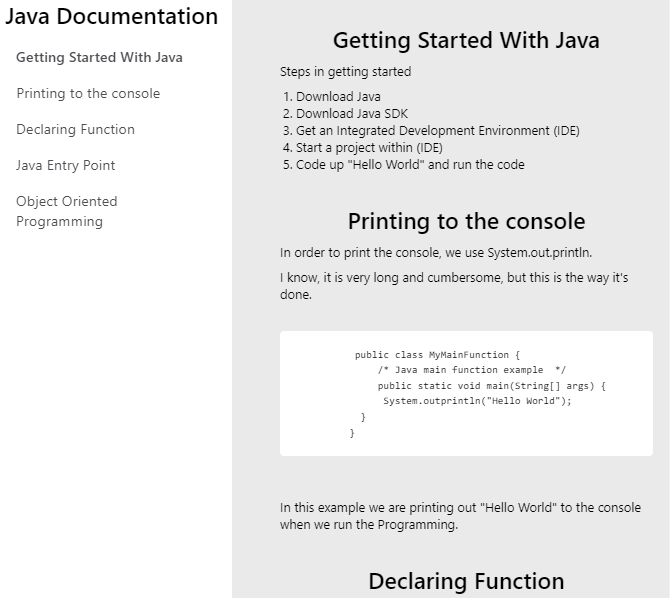 Java Documentation
Getting Started With Java
Printing to the console
Declaring Function
Java Entry Point
Object Oriented
Programming
Getting Started With Java
Steps in getting started
1. Download Java
2. Download Java SDK
3. Get an Integrated Development Environment (IDE)
4. Start a project within (IDE)
5. Code up "Hello World" and run the code
Printing to the console
In order to print the console, we use System.out.println.
I know, it is very long and cumbersome, but this is the way it's
done.
public class MyMainFunction {
/* Java main function example  */
public static void main(String[] args) {
System.outprintln("Hello World");
}
}
In this example we are printing out "Hello World" to the console
when we run the Programming.
Declaring Function